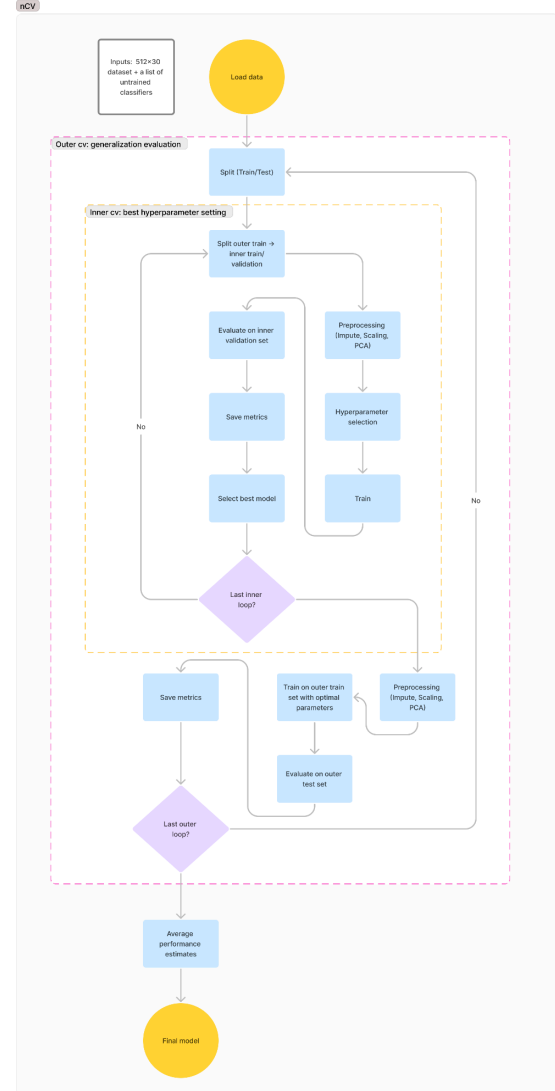 nCV
Inputs: 512×30
dataset + a list of
untrained
classifiers
Load data
Outer cv: generalization evaluation
Split (Train/Test)
Inner cv: best hyperparameter setting
Split outer train →
inner train/
validation
Evaluate on inner
validation set
Preprocessing
(Impute, Scaling,
PCA)
Save metrics
Hyperparameter
selection
No
Select best model
Train
No
Last inner
loop?
Save metrics
Train on outer train
set with optimal
parameters
Preprocessing
(Impute, Scaling,
PCA)
Evaluate on outer
test set
Last outer
loop?
Average
performance
estimates
Final model